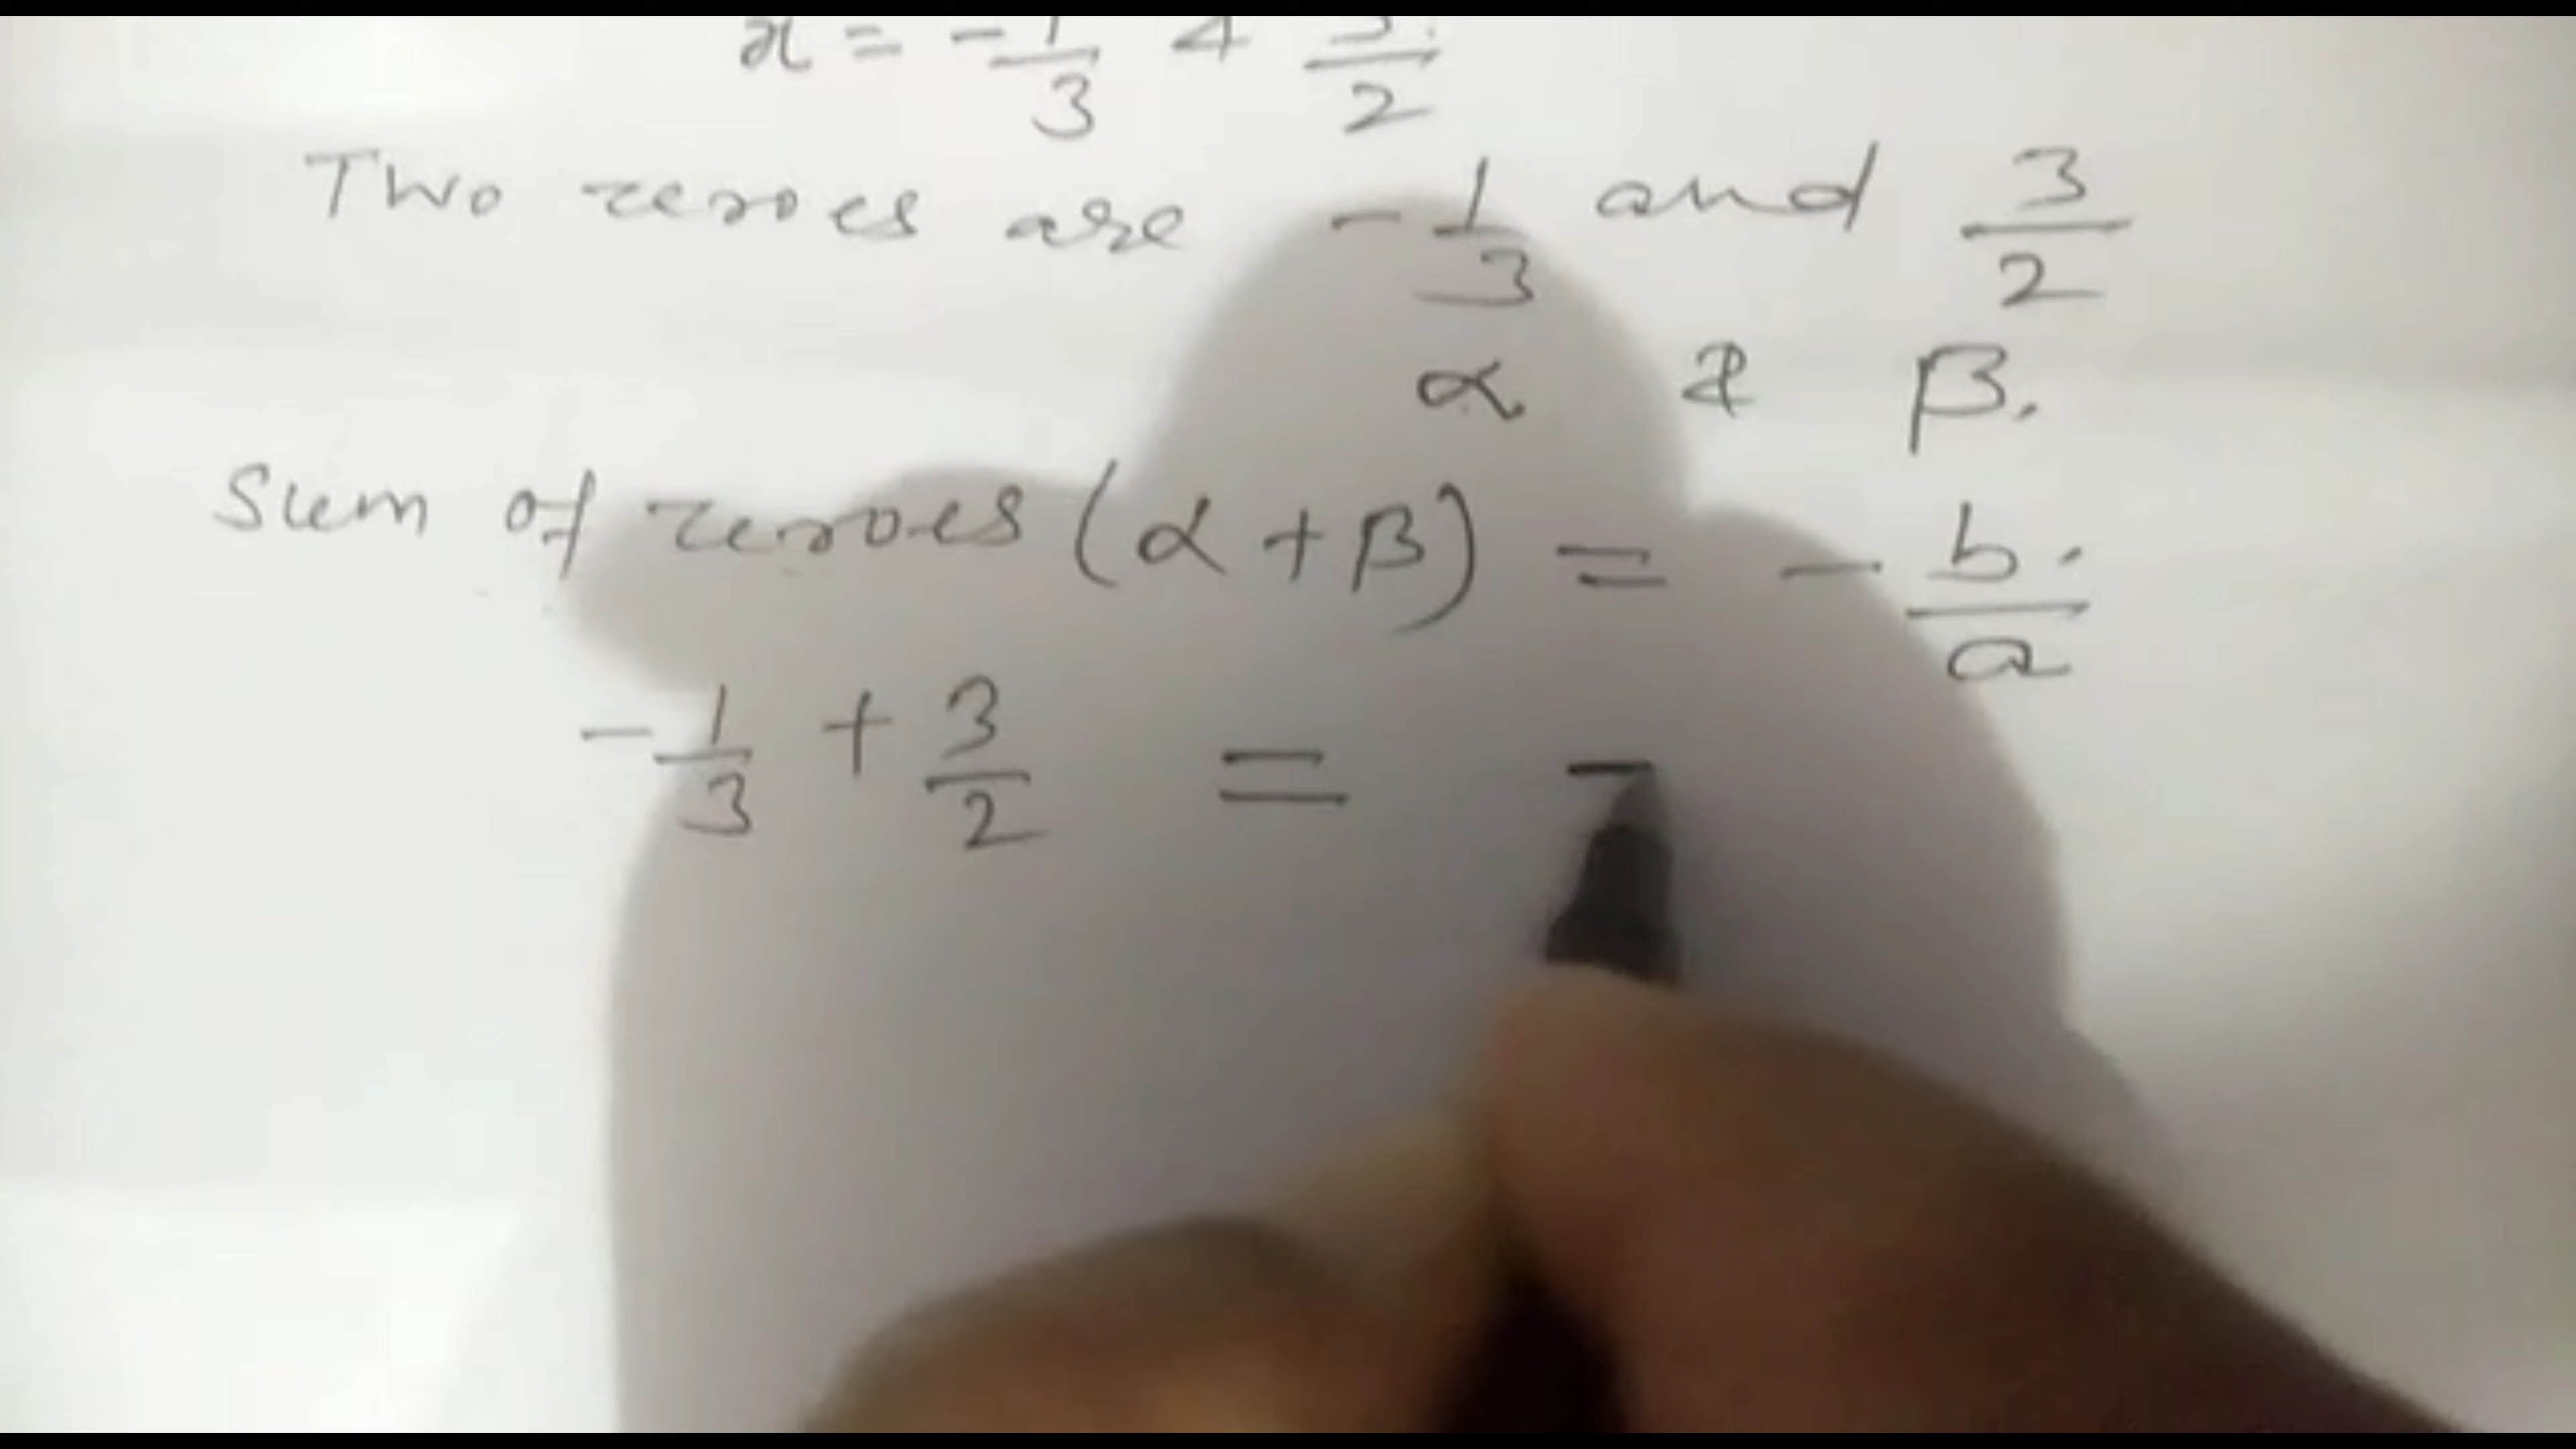 x = -1/3 & 3/2
Two zeroes are -1/3 and 3/2
α & β.
Sum of zeroes (α + β) = - b/a
-1/3 + 3/2 = -